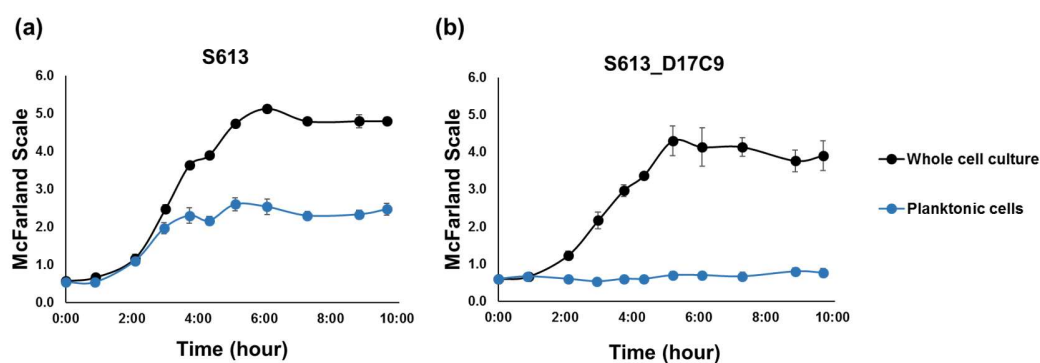 (a)
S613
McFarland Scale
6.0
5.0
4.0
3.0
2.0
1.0
0.0
0:00 2:00 4:00 6:00 8:00 10:00
Time (hour)
(b)
S613_D17C9
McFarland Scale
6.0
5.0
4.0
3.0
2.0
1.0
0.0
0:00 2:00 4:00 6:00 8:00 10:00
Time (hour)
Whole cell culture
Planktonic cells